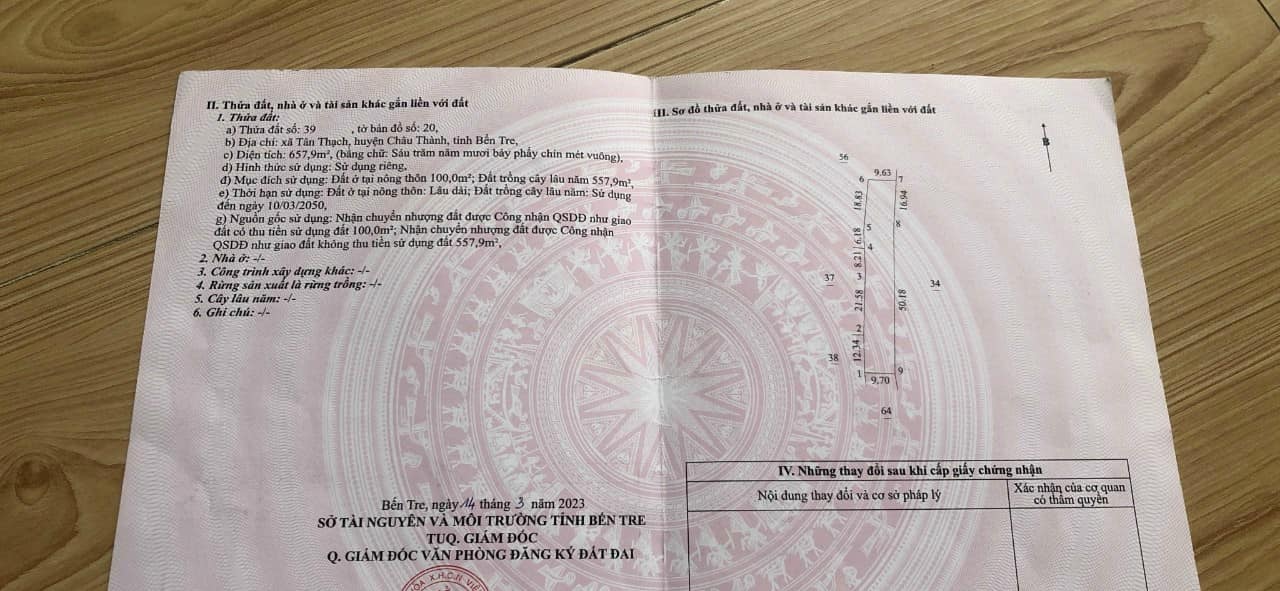 II. Thửa đất, nhà ở và tài sản khác gắn liền với đất
1. Thửa đất:
a) Thửa đất số: 39 , tờ bản đồ số: 20,
b) Địa chỉ: xã Tân Thạch, huyện Châu Thành, tỉnh Bến Tre,
c) Diện tích: 657,9m², (bằng chữ: Sáu trăm năm mươi bảy phẩy chín mét vuông),
d) Hình thức sử dụng: Sử dụng riêng,
đ) Mục đích sử dụng: Đất ở tại nông thôn 100,0m²; Đất trồng cây lâu năm 557,9m²,
e) Thời hạn sử dụng: Đất ở tại nông thôn: Lâu dài; Đất trồng cây lâu năm: Sử dụng
đến ngày 10/03/2050,
g) Nguồn gốc sử dụng: Nhận chuyển nhượng đất được Công nhận QSDĐ như giao
đất có thu tiền sử dụng đất 100,0m²; Nhận chuyển nhượng đất được Công nhận
QSDĐ như giao đất không thu tiền sử dụng đất 557,9m²,
2. Nhà ở: -/-
3. Công trình xây dựng khác: -/-
4. Rừng sản xuất là rừng trồng: -/-
5. Cây lâu năm: -/-
6. Ghi chú: -/-
Bến Tre, ngày 14 tháng 3 năm 2023
SỞ TÀI NGUYÊN VÀ MÔI TRƯỜNG TỈNH BẾN TRE
TUQ. GIÁM ĐỐC
Q. GIÁM ĐỐC VĂN PHÒNG ĐĂNG KÝ ĐẤT ĐAI
III. Sơ đồ thửa đất, nhà ở và tài sản khác gắn liền với đất
B
56
9.63
6
7
18.83
16.94
8
5
6.18
4
8.21
3
37
34
21.58
50.18
2
12.34
38
1
9
9.70
64
IV. Những thay đổi sau khi cấp giấy chứng nhận
Nội dung thay đổi và cơ sở pháp lý
Xác nhận của cơ quan
có thẩm quyền